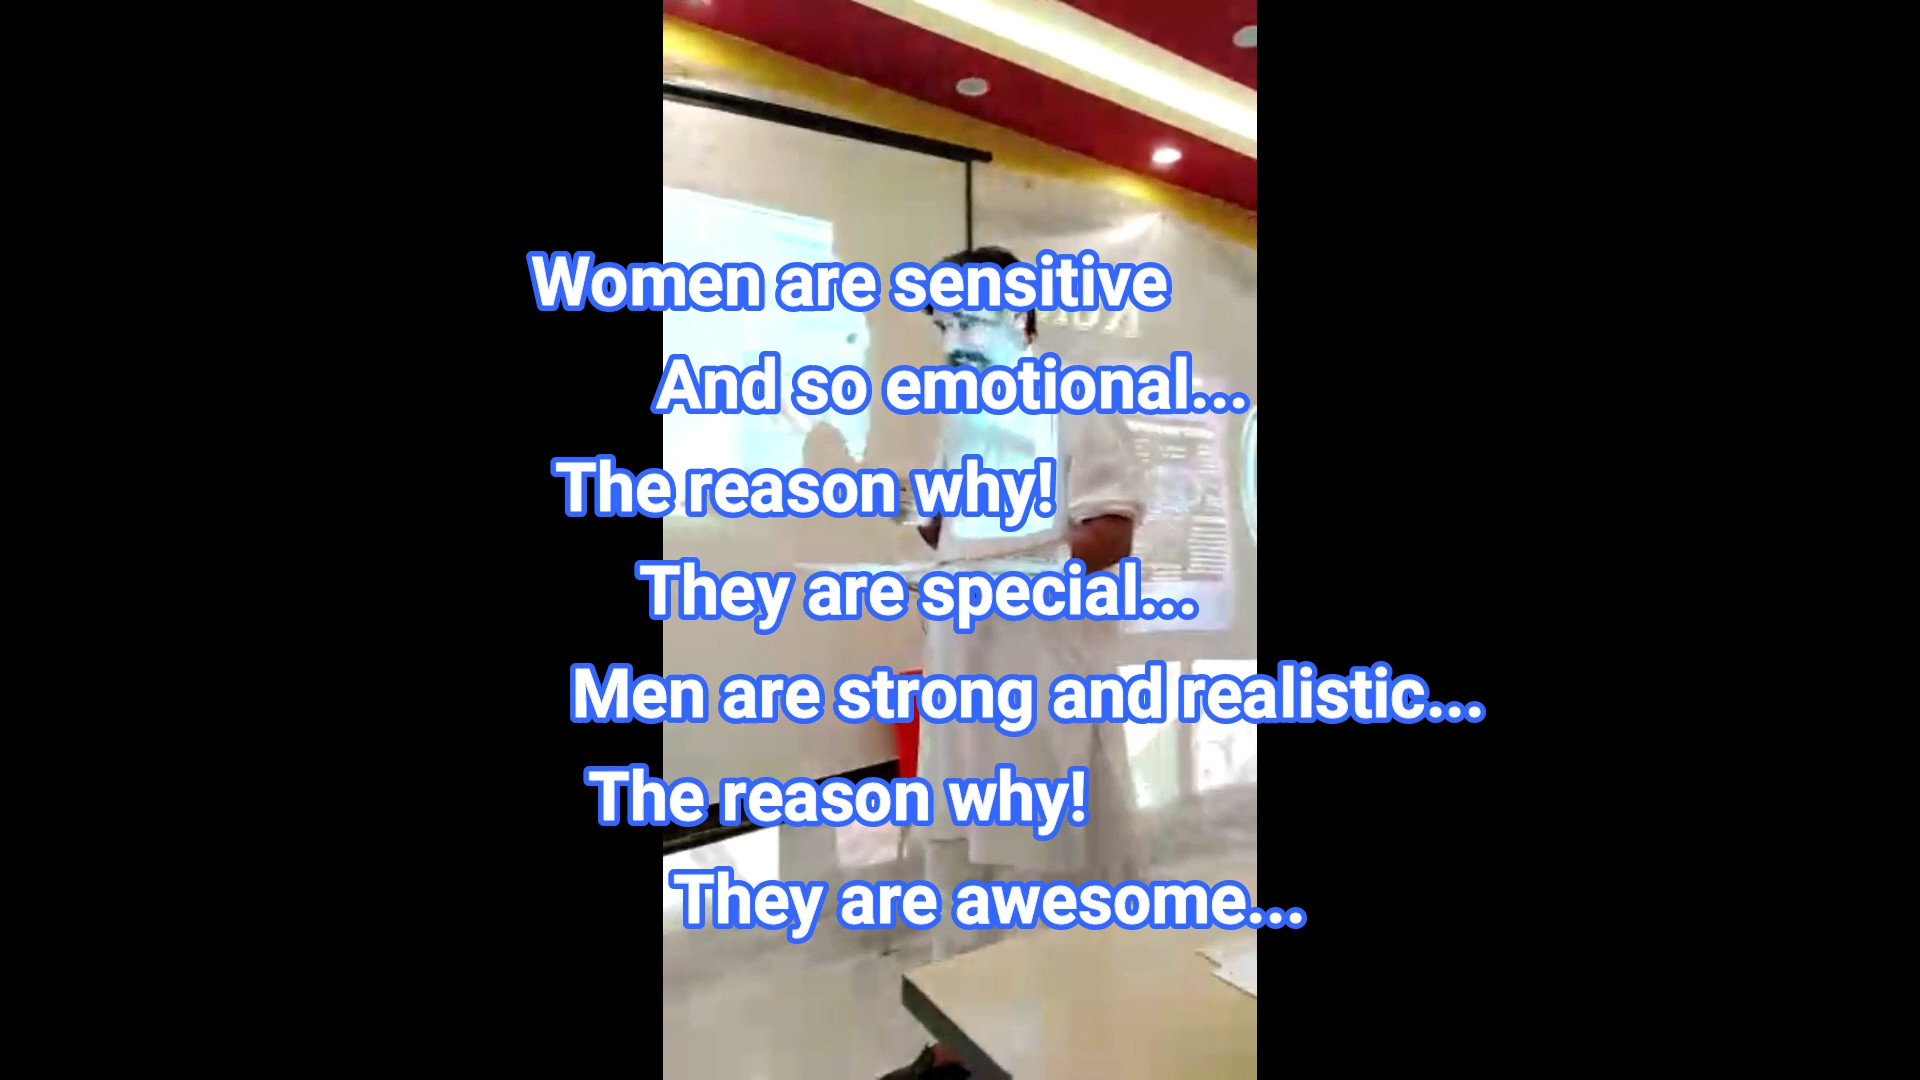 Women are sensitive
And so emotional...
The reason why!
They are special...
Men are strong and realistic...
The reason why!
They are awesome...